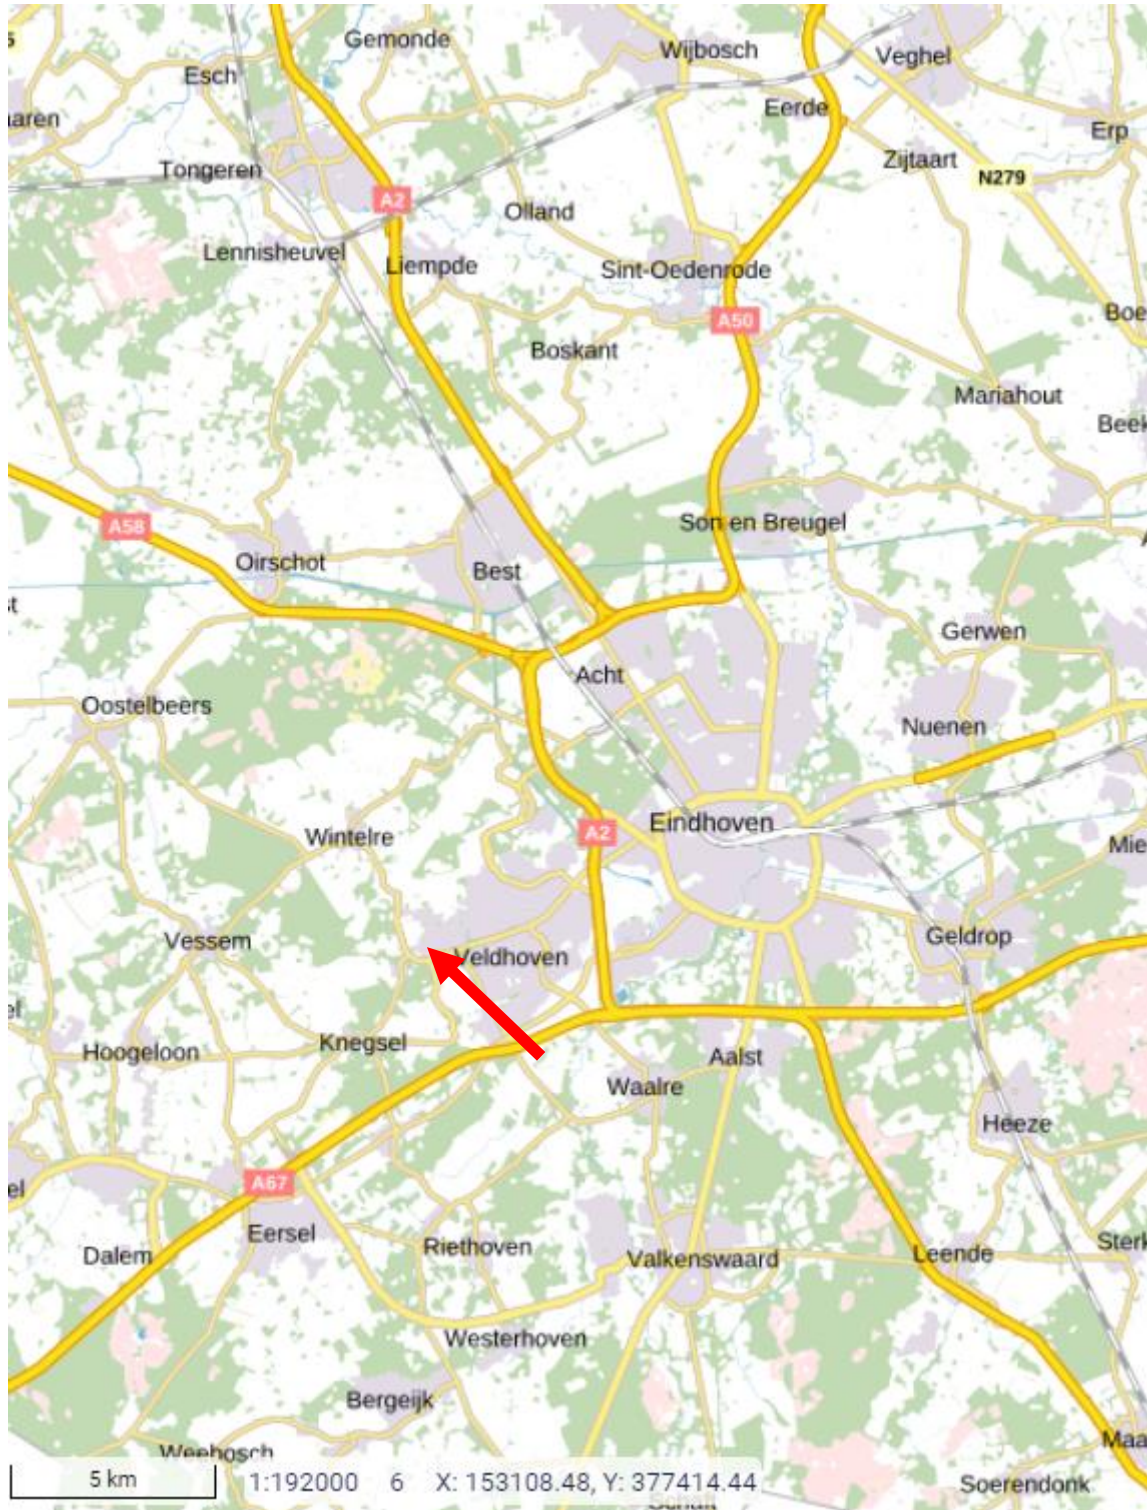 Gemonde
Wijbosch
Veghel
Esch
Eerde
Erp
Zijtaart
Tongeren
N279
A2
Olland
Lennisheuvel
Liempde
Sint-Oedenrode
A50
Boskant
Mariahout
A58
Son en Breugel
Oirschot
Best
Gerwen
Acht
Oostelbeers
Nuenen
Eindhoven
A2
Wintelre
Vessem
Geldrop
Veldhoven
Knegsel
Hoogeloon
Aalst
Waalre
Heeze
A67
Eersel
Dalem
Riethoven
Valkenswaard
Leende
Westerhoven
Bergeijk
Weebosch
Soerendonk
5 km 1:192000 6 X: 153108.48, Y: 377414.44